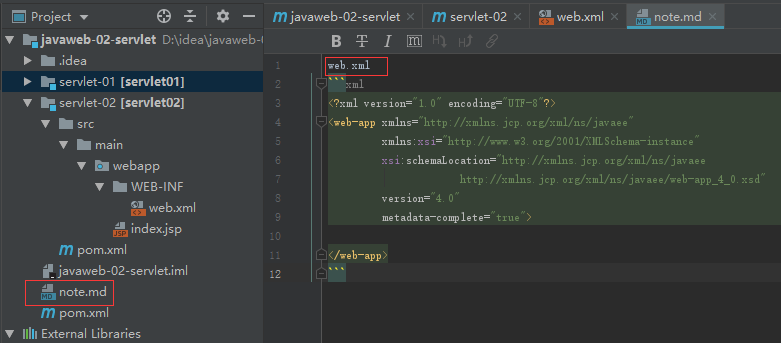 Project
javaweb-02-servlet
servlet-02
web.xml
note.md
javaweb-02-servlet D:\idea\javaweb-0
.idea
servlet-01 [servlet01]
servlet-02 [servlet02]
src
main
webapp
WEB-INF
web.xml
index.jsp
pom.xml
javaweb-02-servlet.iml
note.md
pom.xml
External Libraries
B T I M H H
1 web.xml
2 ```xml
3 <?xml version="1.0" encoding="UTF-8"?>
4 <web-app xmlns="http://xmlns.jcp.org/xml/ns/javaee"
5 xmlns:xsi="http://www.w3.org/2001/XMLSchema-instance"
6 xsi:schemaLocation="http://xmlns.jcp.org/xml/ns/javaee
7 http://xmlns.jcp.org/xml/ns/javaee/web-app_4_0.xsd"
8 version="4.0"
9 metadata-complete="true">
10
11 </web-app>
12 ```